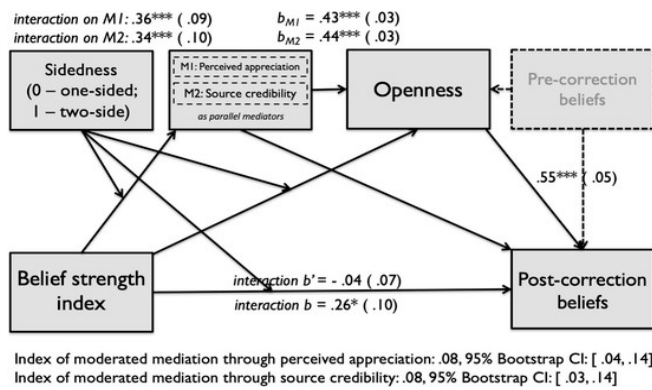 interaction on M1: .36*** ( .09)
interaction on M2: .34*** ( .10)
bM1 = .43*** ( .03)
bM2 = .44*** ( .03)
Sidedness
(0 – one-sided;
1 – two-side)
M1: Perceived appreciation
M2: Source credibility
as parallel mediators
Openness
Pre-correction
beliefs
.55*** ( .05)
Belief strength
index
interaction b' = - .04 ( .07)
interaction b = .26* ( .10)
Post-correction
beliefs
Index of moderated mediation through perceived appreciation: .08, 95% Bootstrap CI: [ .04, .14]
Index of moderated mediation through source credibility: .08, 95% Bootstrap CI: [ .03, .14]